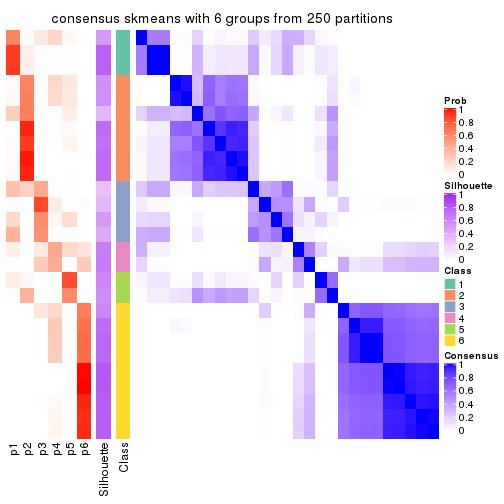 consensus skmeans with 6 groups from 250 partitions
Prob
1
0.8
0.6
0.4
0.2
0
Silhouette
1
0.8
0.6
0.4
0.2
0
Class
1
2
3
4
5
6
Consensus
1
0.8
0.6
0.4
0.2
0
p1
p2
p3
p4
p5
p6
Silhouette
Class